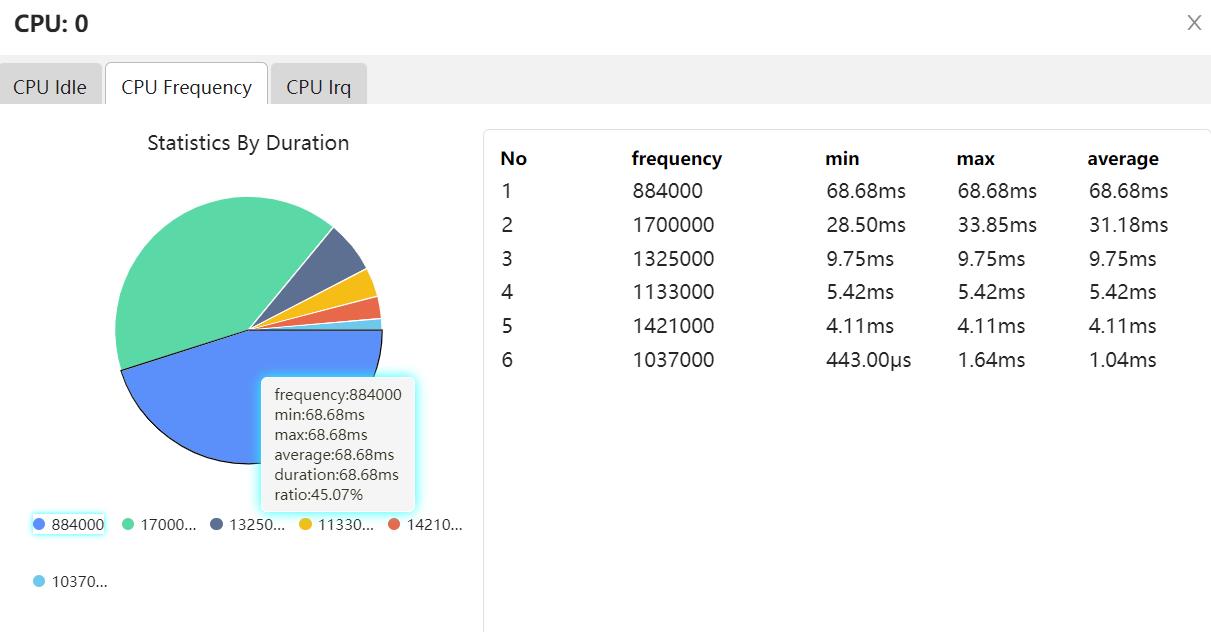 CPU: 0
CPU Idle CPU Frequency CPU Irq
Statistics By Duration
No frequency min max average
1 884000 68.68ms 68.68ms 68.68ms
2 1700000 28.50ms 33.85ms 31.18ms
3 1325000 9.75ms 9.75ms 9.75ms
4 1133000 5.42ms 5.42ms 5.42ms
5 1421000 4.11ms 4.11ms 4.11ms
6 1037000 443.00μs 1.64ms 1.04ms
frequency:884000
min:68.68ms
max:68.68ms
average:68.68ms
duration:68.68ms
ratio:45.07%
884000 17000... 13250... 11330... 14210...
10370...